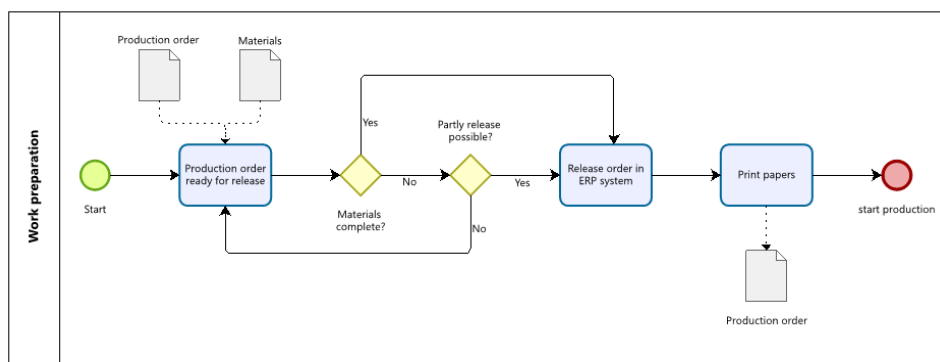 Work preparation
Production order
Materials
Start
Production order
ready for release
Yes
Materials
complete?
No
Partly release
possible?
Yes
No
Release order in
ERP system
Print papers
Production order
start production